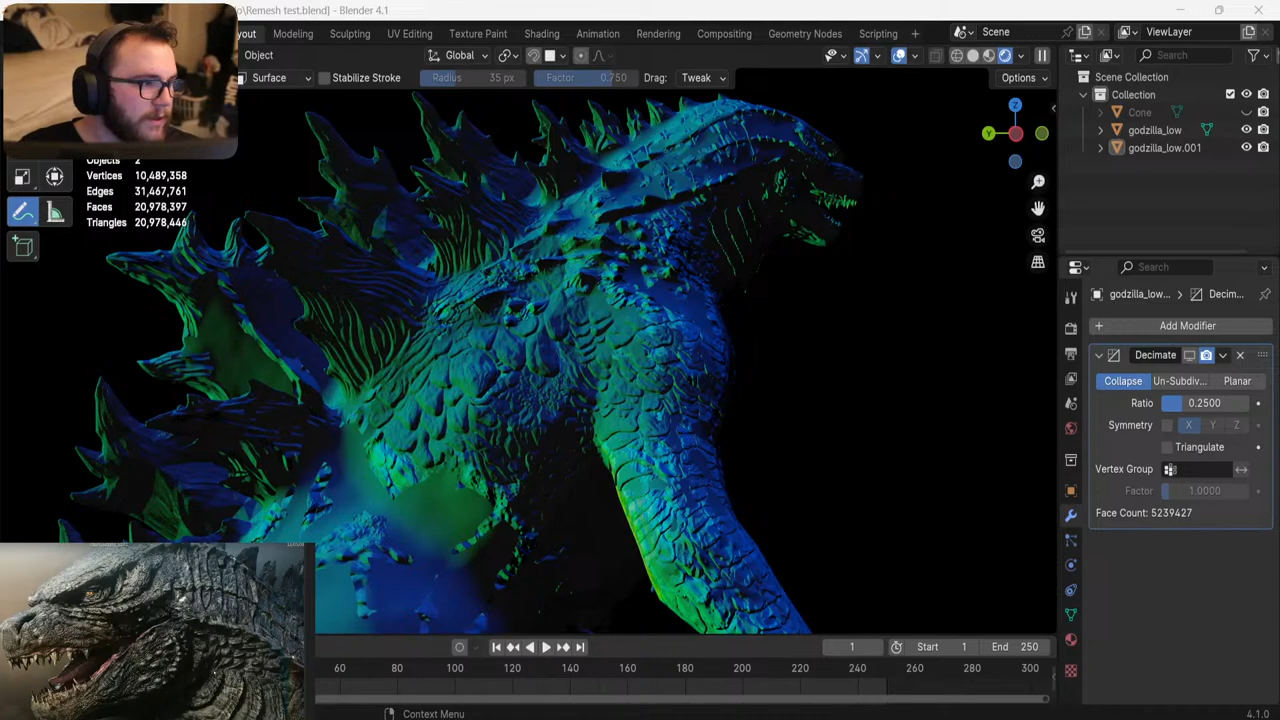 \Remesh test.blend] - Blender 4.1
Modeling
Sculpting
UV Editing
Texture Paint
Shading
Animation
Rendering
Compositing
Geometry Nodes
Scripting
Scene
ViewLayer
Object
Global
Search
Surface
Stabilize Stroke
Radius 35 px
Factor 0.750
Drag: Tweak
Options
Scene Collection
Collection
Cone
godzilla_low
godzilla_low.001
Objects 2
Vertices 10,489,358
Edges 31,467,761
Faces 20,978,397
Triangles 20,978,446
Z
Y
Search
godzilla_low... > Decim...
Add Modifier
Decimate
Collapse Un-Subdiv... Planar
Ratio 0.2500
Symmetry X Y Z
Triangulate
Vertex Group
Factor 1.0000
Face Count: 5239427
1
Start 1
End 250
60 80 100 120 140 160 180 200 220 240 260 280 300
Context Menu
4.1.0